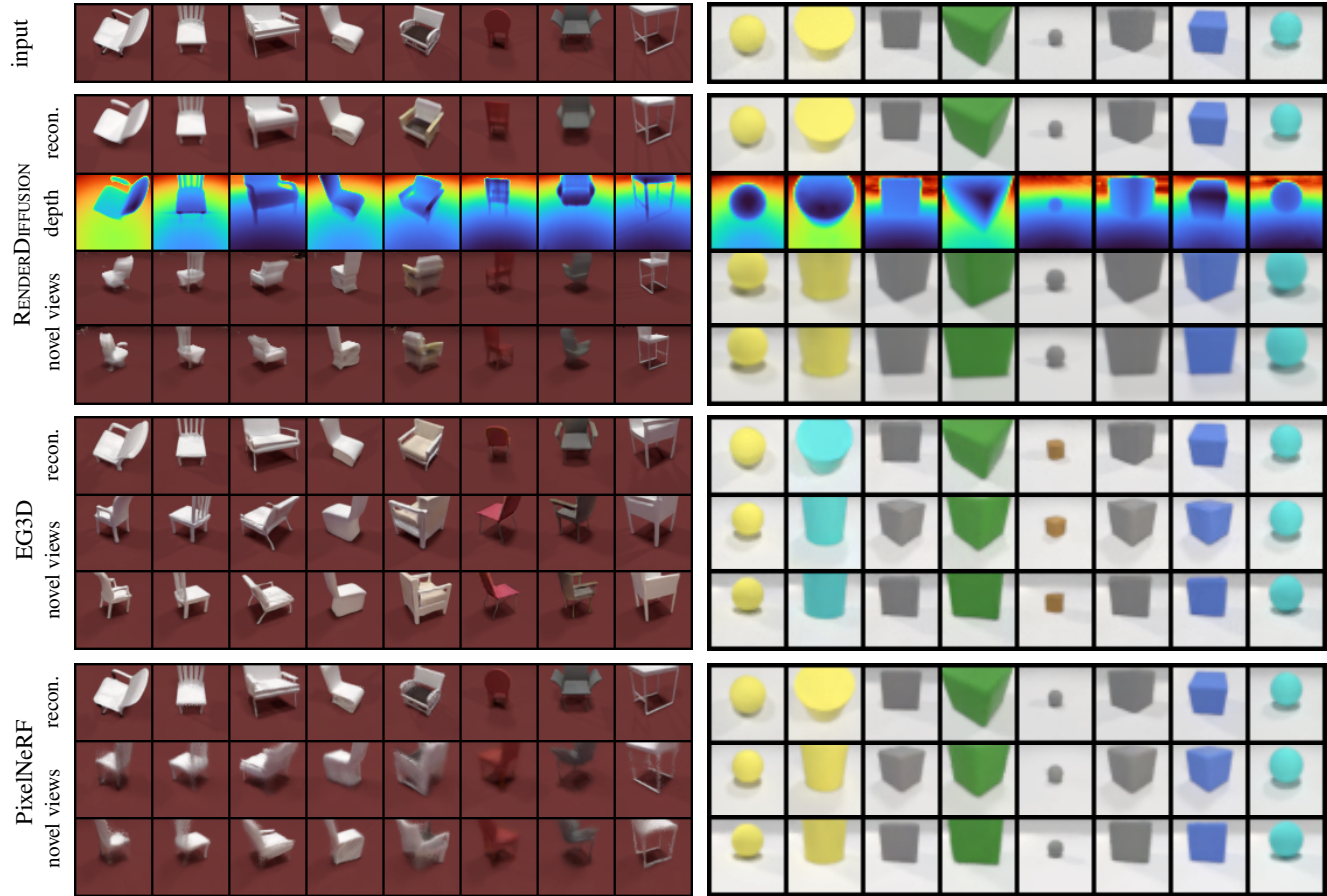 input
RENDERDIFFUSION
recon.
depth
novel views
EG3D
recon.
novel views
PixelNeRF
recon.
novel views